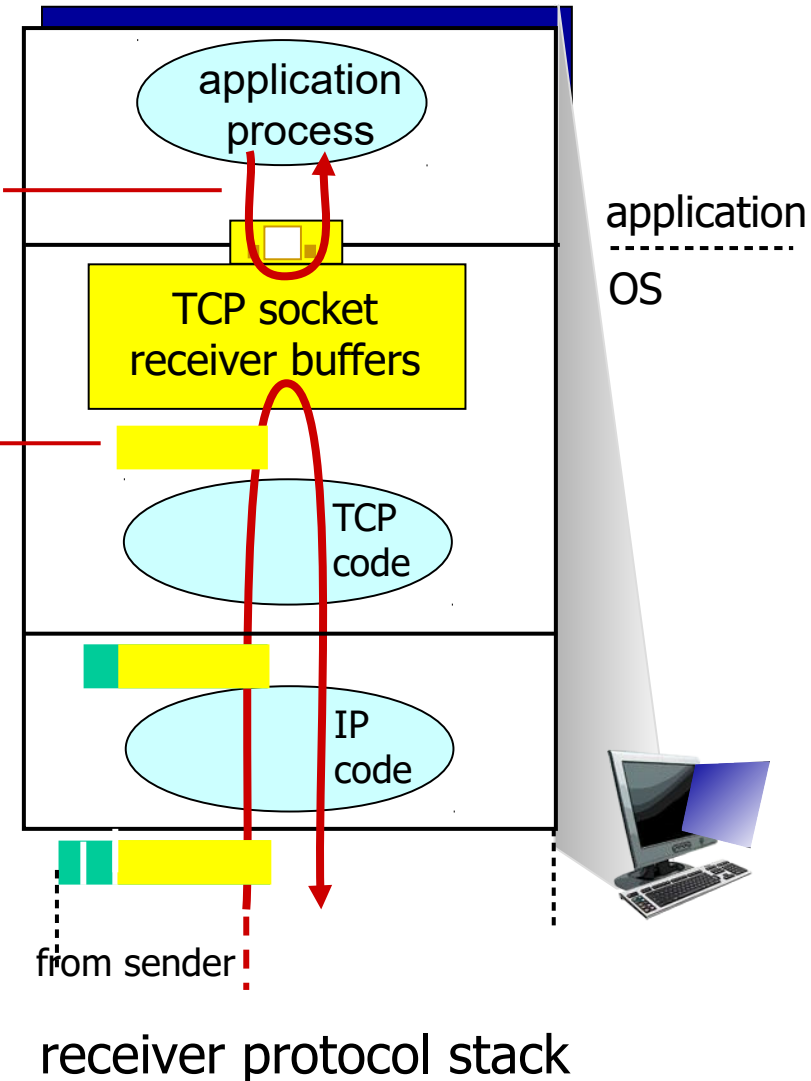 application
process
application
OS
TCP socket
receiver buffers
TCP
code
IP
code
from sender
receiver protocol stack